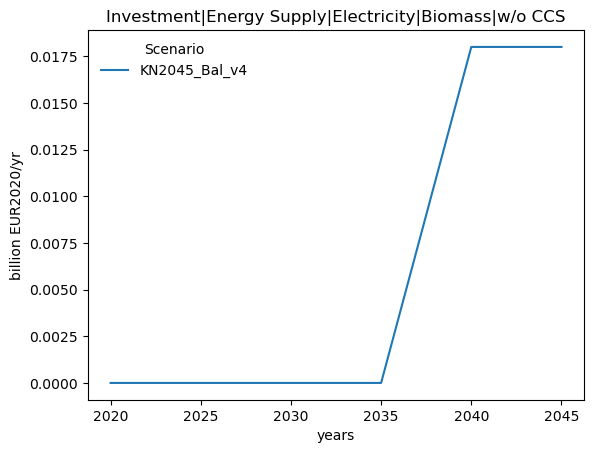 Investment|Energy Supply|Electricity|Biomass|w/o CCS
Scenario
KN2045_Bal_v4
billion EUR2020/yr
0.0175
0.0150
0.0125
0.0100
0.0075
0.0050
0.0025
0.0000
2020 2025 2030 2035 2040 2045
years